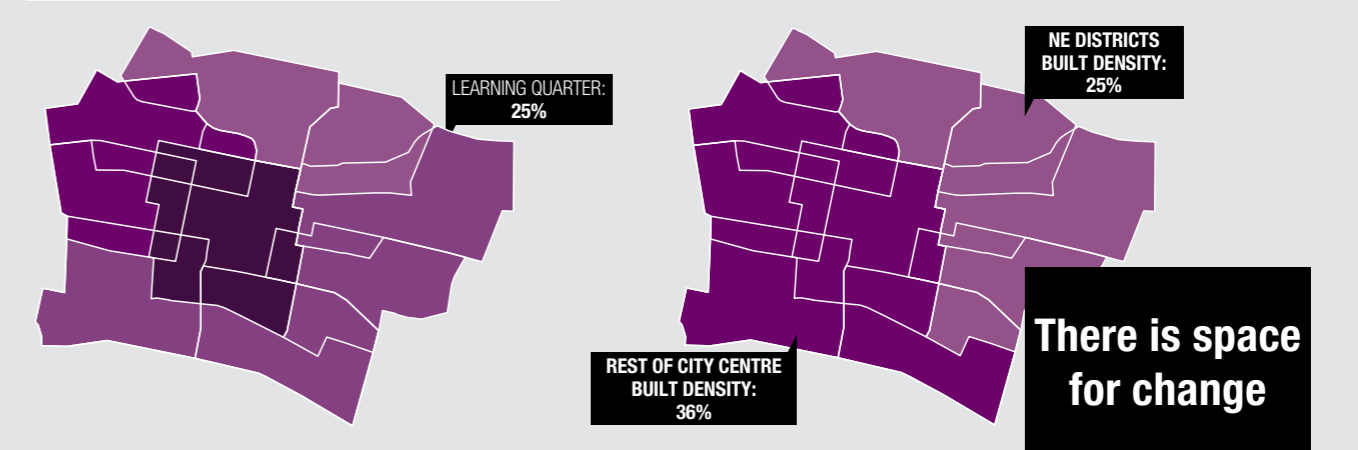 LEARNING QUARTER:
25%
NE DISTRICTS
BUILT DENSITY:
25%
REST OF CITY CENTRE
BUILT DENSITY:
36%
There is space
for change